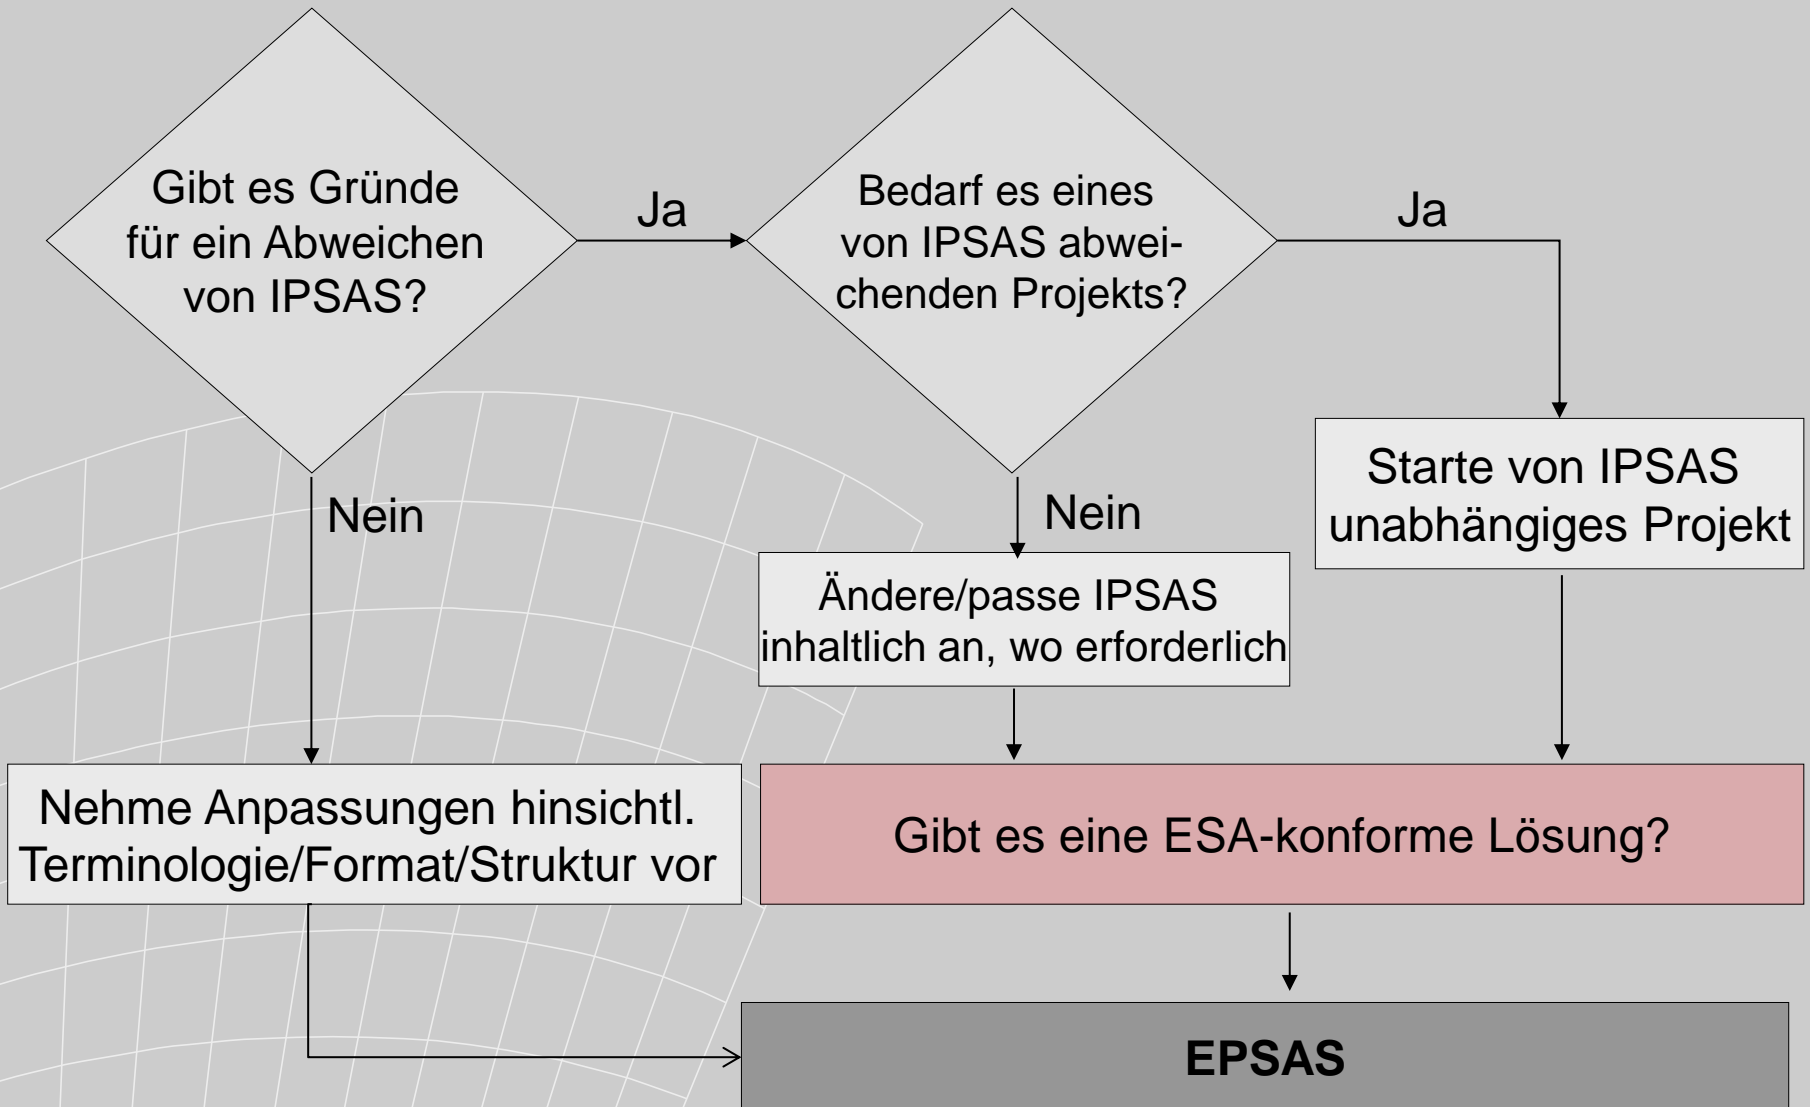 Gibt es Gründe
für ein Abweichen
von IPSAS?
Ja
Bedarf es eines
von IPSAS abwei-
chenden Projekts?
Ja
Nein
Nein
Starte von IPSAS
unabhängiges Projekt
Ändere/passe IPSAS
inhaltlich an, wo erforderlich
Nehme Anpassungen hinsichtl.
Terminologie/Format/Struktur vor
Gibt es eine ESA-konforme Lösung?
EPSAS